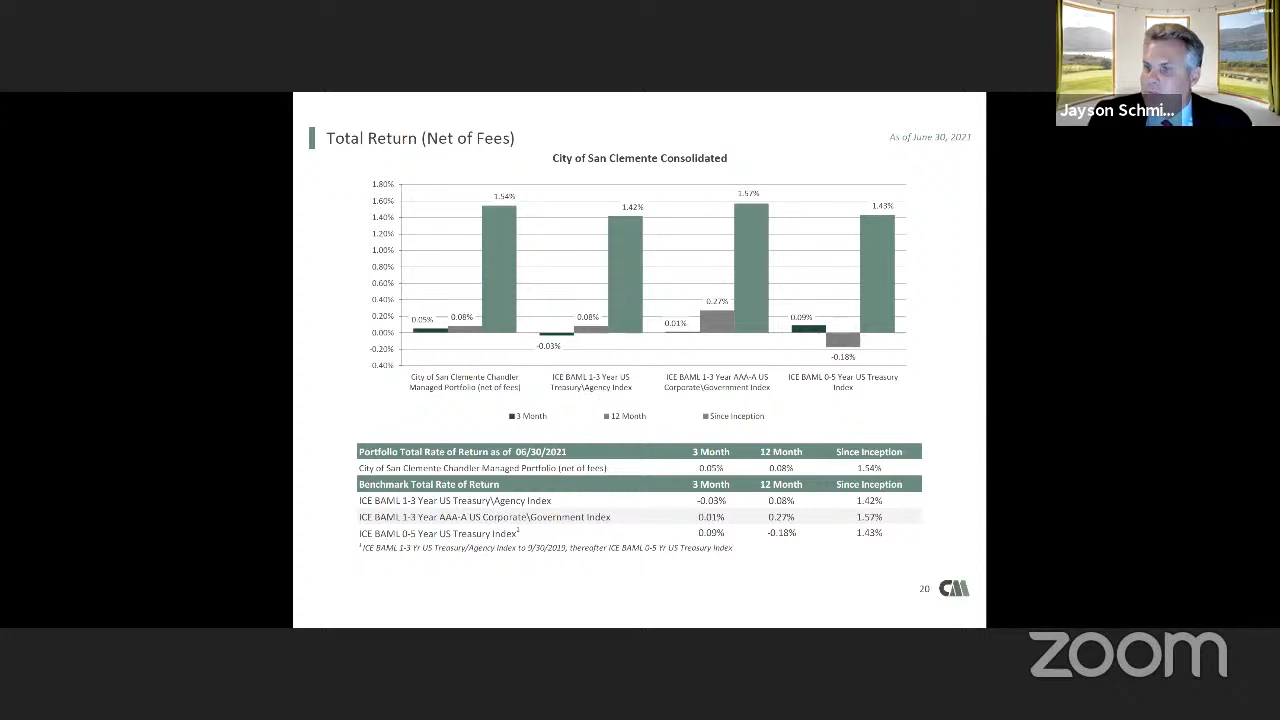 Jayson Schmi...
Total Return (Net of Fees)
As of June 30, 2021
City of San Clemente Consolidated
1.80%
1.60%
1.40%
1.20%
1.00%
0.80%
0.60%
0.40%
0.20%
0.00%
-0.20%
0.40%
0.05%
0.08%
1.54%
-0.03%
0.08%
1.42%
0.01%
0.27%
1.57%
0.09%
-0.18%
1.43%
City of San Clemente Chandler
Managed Portfolio (net of fees)
ICE BAML 1-3 Year US
Treasury\Agency Index
ICE BAML 1-3 Year AAA-A US
Corporate\Government Index
ICE BAML 0-5 Year US Treasury
Index
3 Month
12 Month
Since Inception
Portfolio Total Rate of Return as of 06/30/2021 3 Month 12 Month Since Inception
City of San Clemente Chandler Managed Portfolio (net of fees) 0.05% 0.08% 1.54%
Benchmark Total Rate of Return 3 Month 12 Month Since Inception
ICE BAML 1-3 Year US Treasury\Agency Index -0.03% 0.08% 1.42%
ICE BAML 1-3 Year AAA-A US Corporate\Government Index 0.01% 0.27% 1.57%
ICE BAML 0-5 Year US Treasury Index¹ 0.09% -0.18% 1.43%
¹ ICE BAML 1-3 Yr US Treasury/Agency Index to 9/30/2019, thereafter ICE BAML 0-5 Yr US Treasury Index
20 CM
zoom